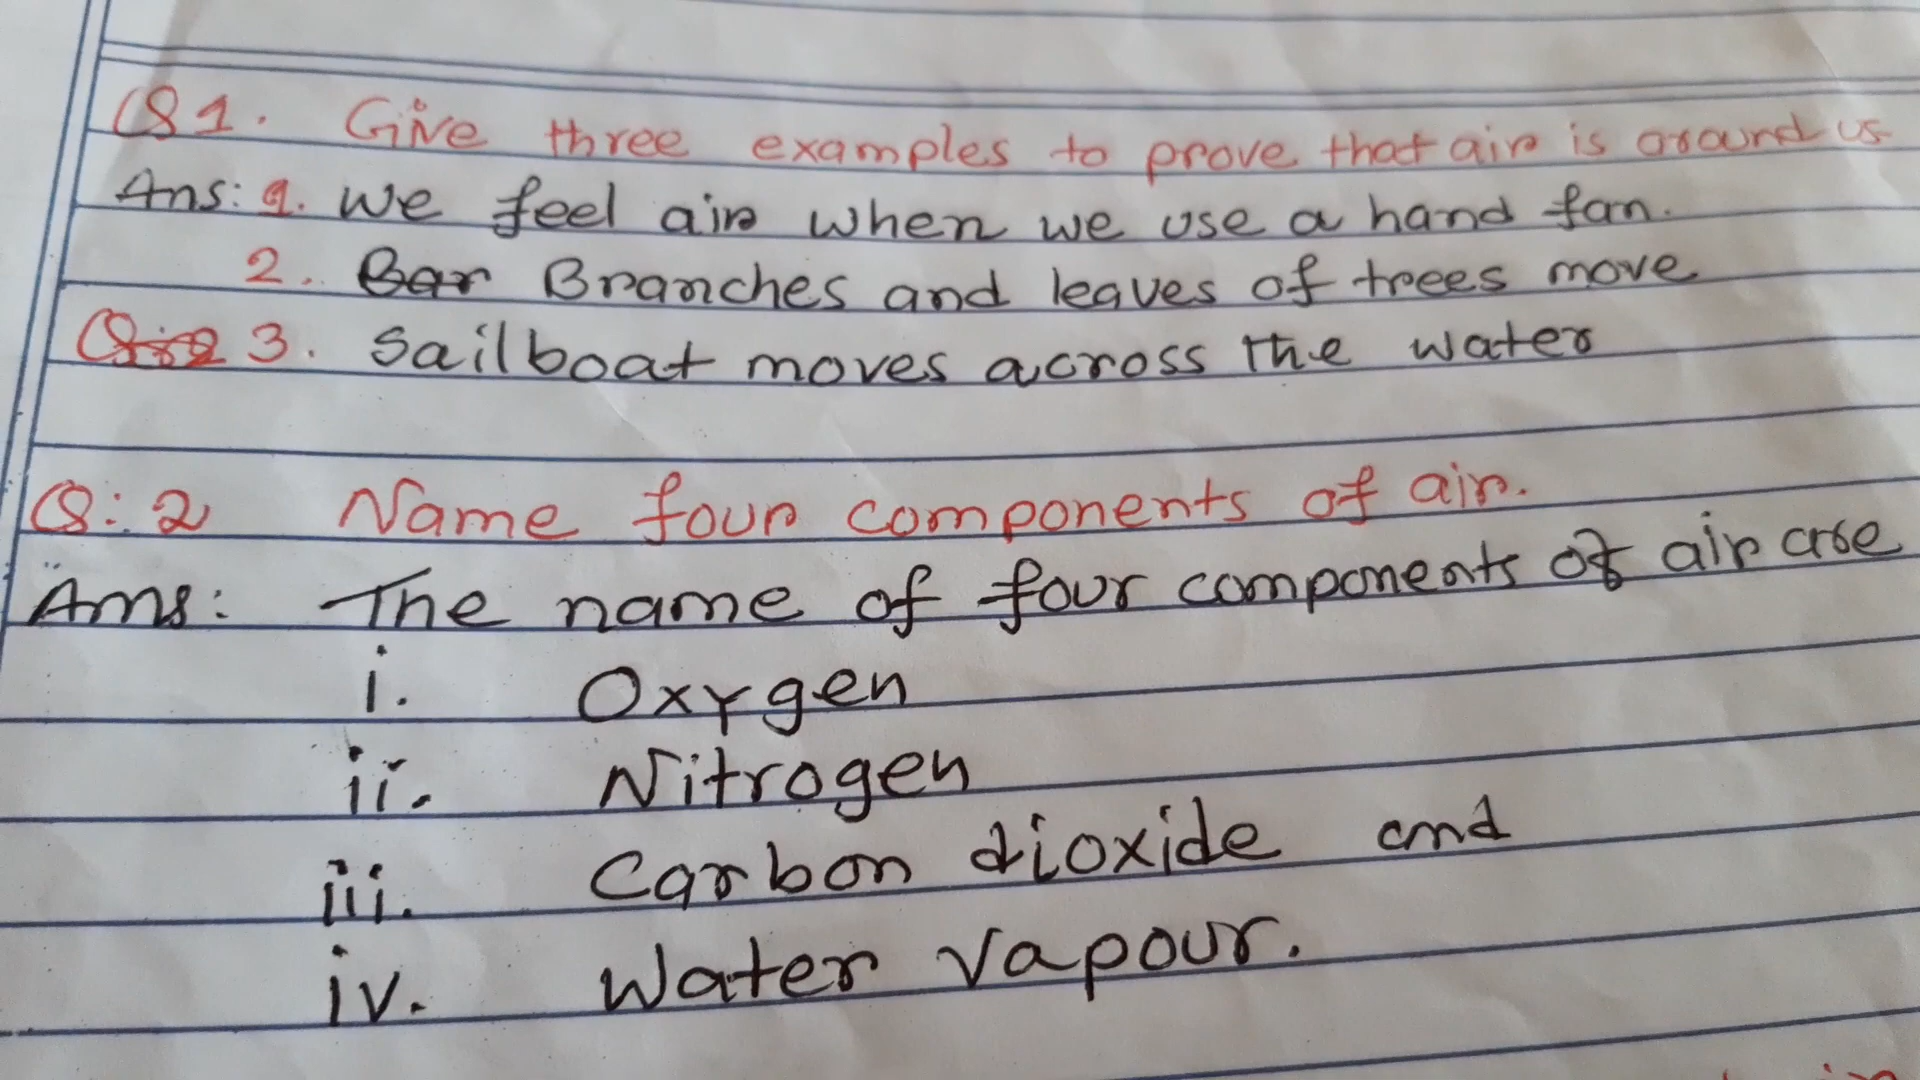 Q1. Give three examples to prove that air is around us
Ans: 1. We feel air when we use a hand fan.
2. Bar Branches and leaves of trees move
3. Sailboat moves across the water
Q:2 Name four components of air.
Ans: The name of four components of air are
i. Oxygen
ii. Nitrogen
iii. Carbon dioxide and
iv. Water vapour.